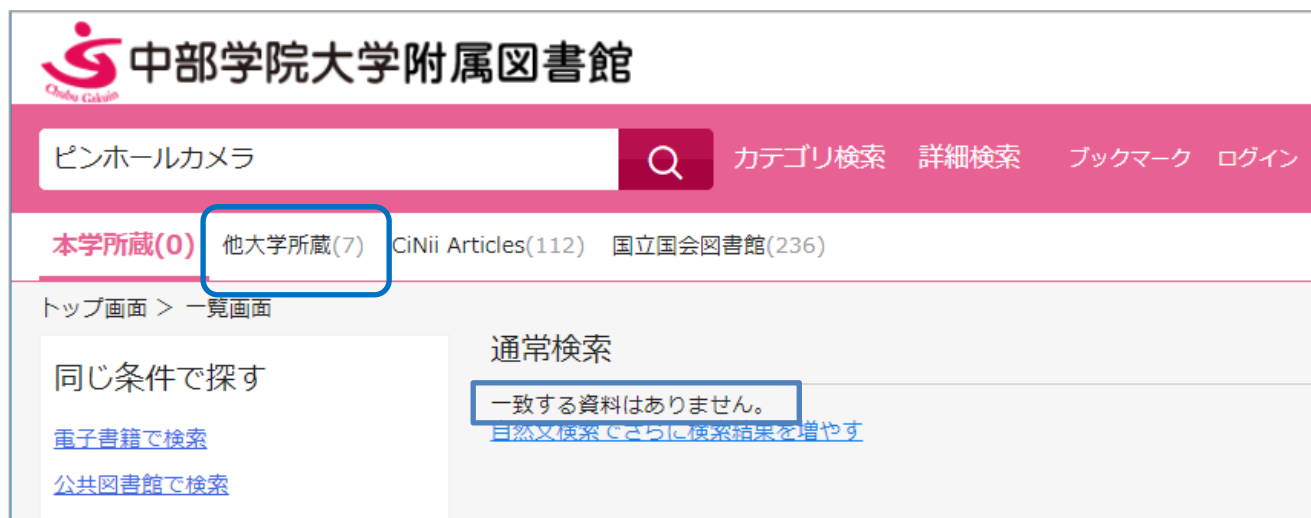 中部学院大学附属図書館
Chubu Gakuin
ピンホールカメラ カテゴリ検索 詳細検索 ブックマーク ログイン
本学所蔵(0) 他大学所蔵(7) CiNii Articles(112) 国立国会図書館(236)
トップ画面 > 一覧画面
同じ条件で探す
電子書籍で検索
公共図書館で検索
通常検索
一致する資料はありません。
自然文検索でさらに検索結果を増やす